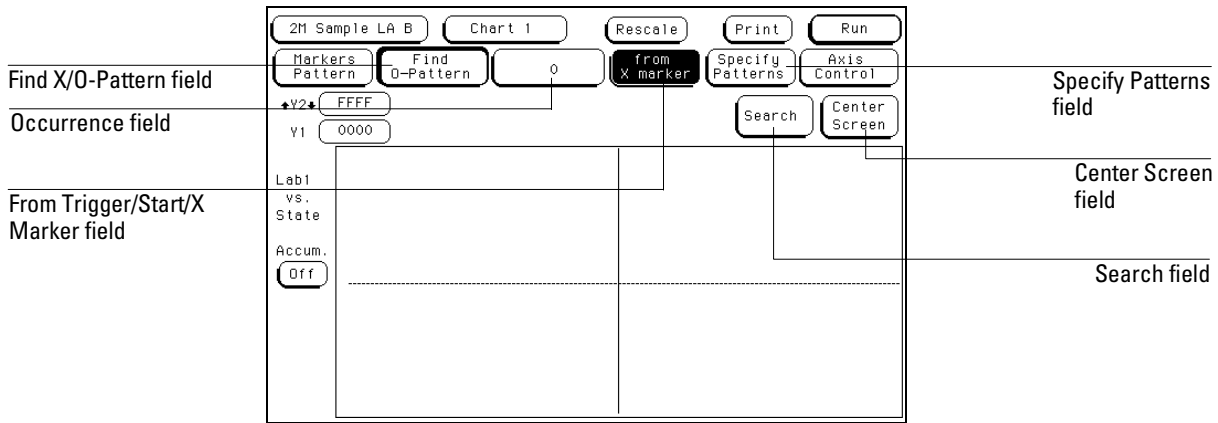 2M Sample LA B
Chart 1
Rescale
Print
Run
Markers
Pattern
Find
O-Pattern
0
from
X marker
Specify
Patterns
Axis
Control
Find X/O-Pattern field
Specify Patterns
field
Y2
FFFF
Occurrence field
Search
Center
Screen
Y1
0000
Lab1
vs.
State
Center Screen
field
From Trigger/Start/X
Marker field
Accum.
Off
Search field